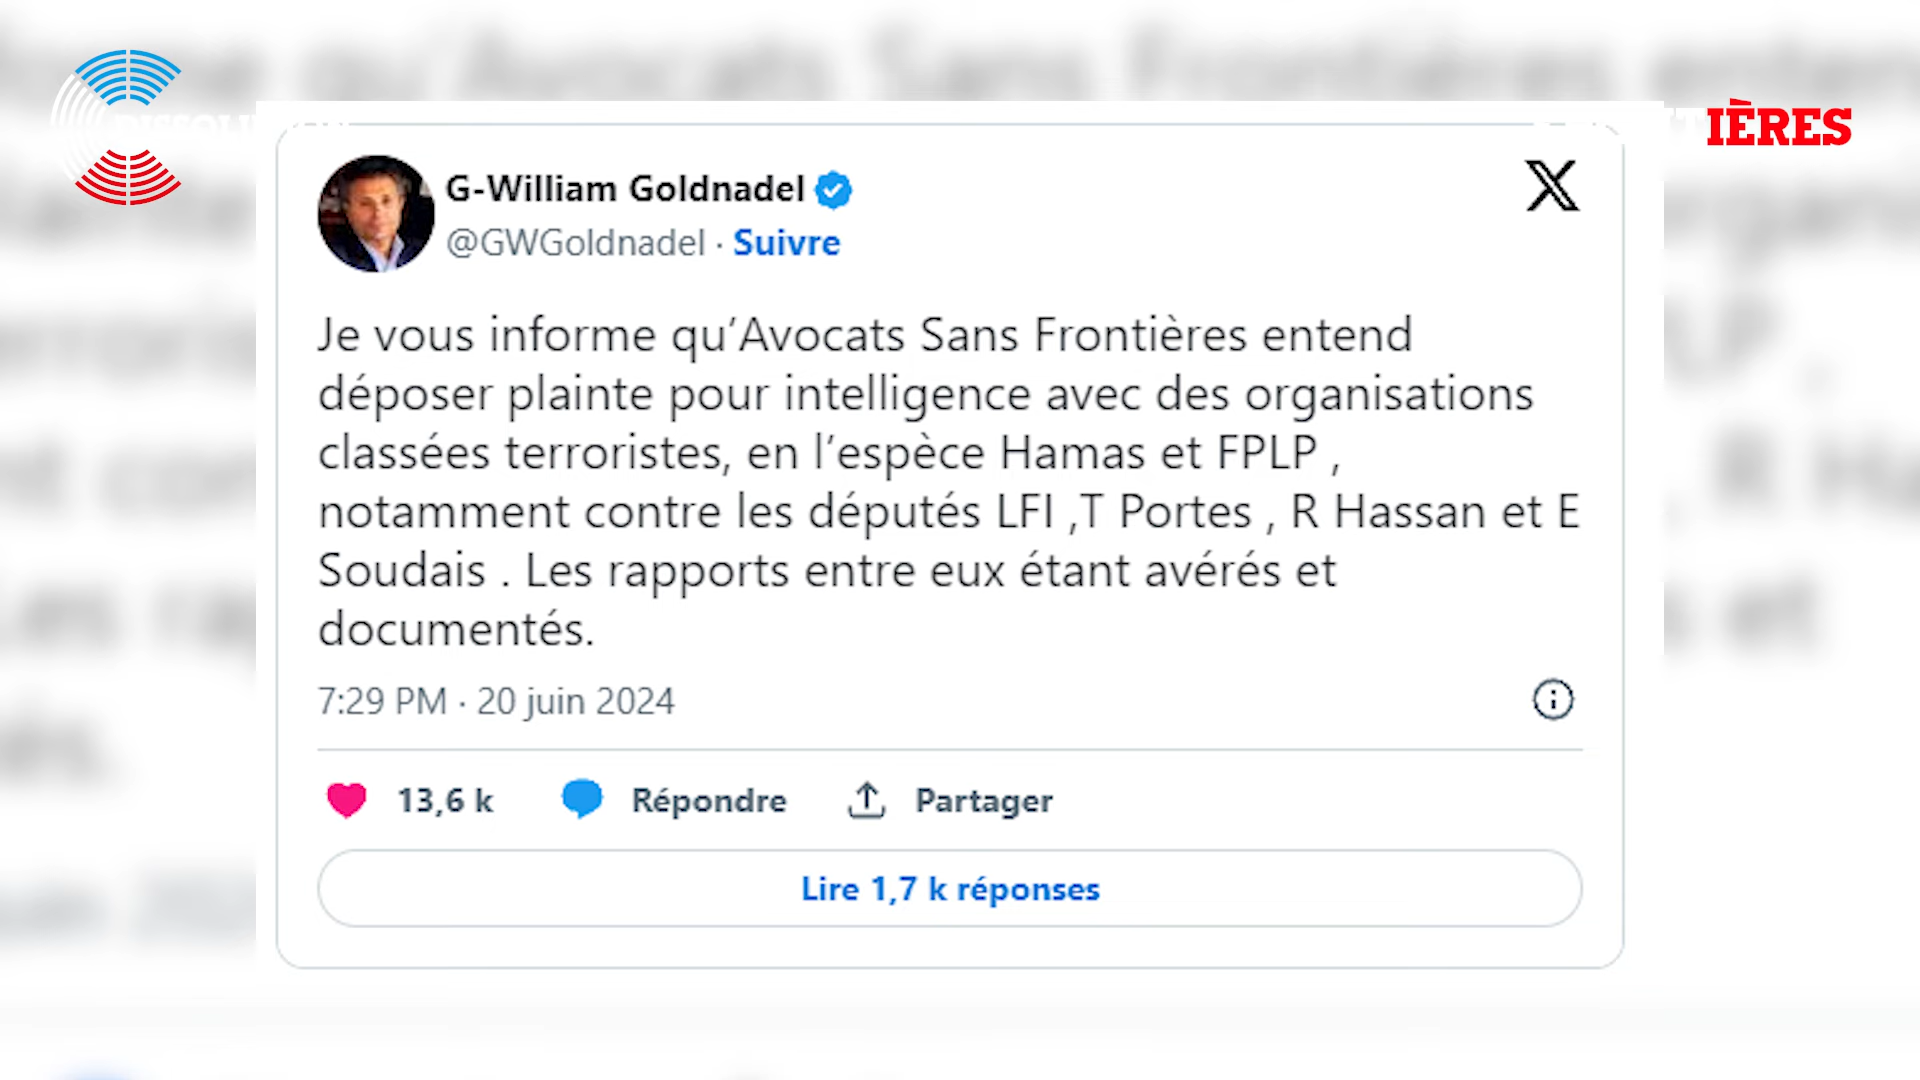 DISSOLUTION
IÈRES
G-William Goldnadel
@GWGoldnadel · Suivre
Je vous informe qu’Avocats Sans Frontières entend
déposer plainte pour intelligence avec des organisations
classées terroristes, en l’espèce Hamas et FPLP ,
notamment contre les députés LFI ,T Portes , R Hassan et E
Soudais . Les rapports entre eux étant avérés et
documentés.
7:29 PM · 20 juin 2024
13,6 k Répondre Partager
Lire 1,7 k réponses